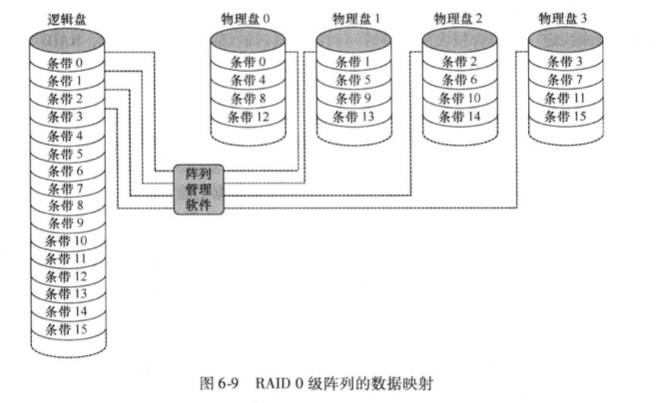 逻辑盘
物理盘 0
物理盘 1
物理盘 2
物理盘 3
条带 0
条带 1
条带 2
条带 3
条带 4
条带 5
条带 6
条带 7
条带 8
条带 9
条带 10
条带 11
条带 12
条带 13
条带 14
条带 15
条带 0
条带 4
条带 8
条带 12
条带 1
条带 5
条带 9
条带 13
条带 2
条带 6
条带 10
条带 14
条带 3
条带 7
条带 11
条带 15
阵列
管理
软件
图 6-9 RAID 0 级阵列的数据映射